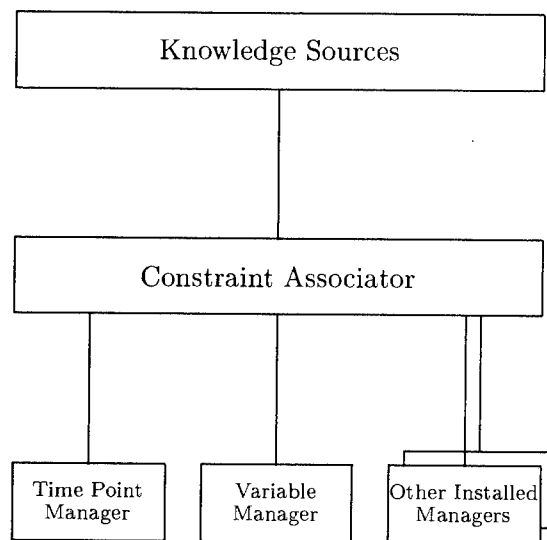 Knowledge Sources
Constraint Associator
Time Point
Manager
Variable
Manager
Other Installed
Managers